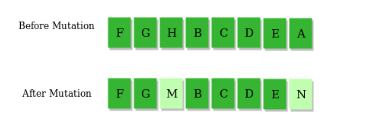 Before Mutation F G H B C D E A
After Mutation F G M B C D E N